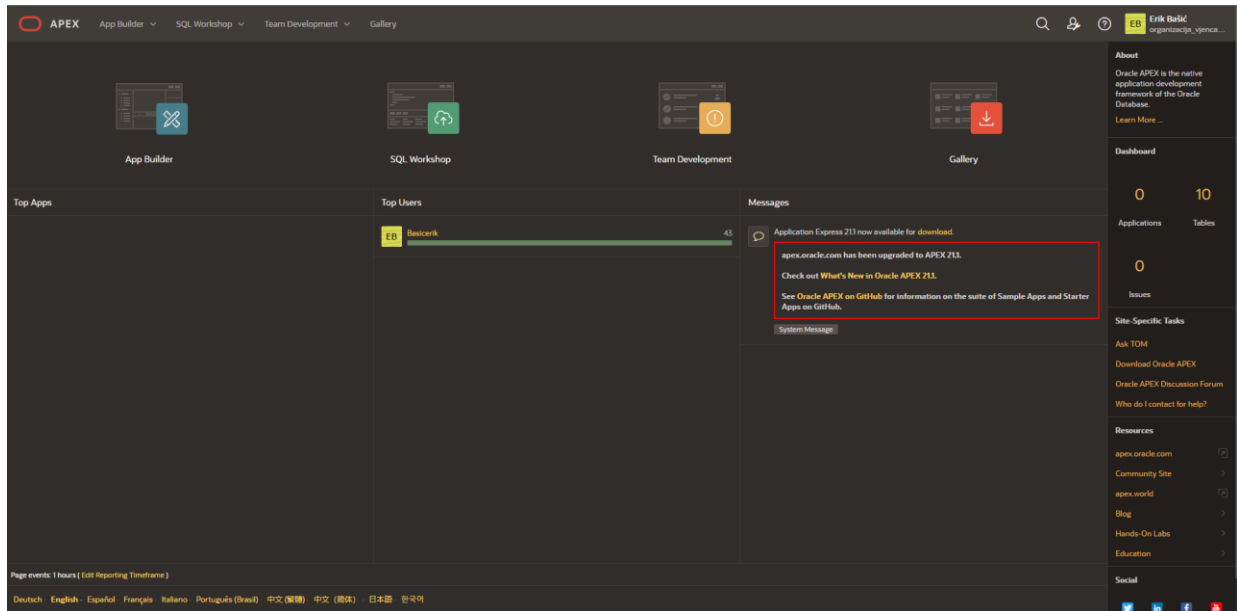 APEX
App Builder
SQL Workshop
Team Development
Gallery
EB
Erik Bašić
organizacija_vjenca...
App Builder
SQL Workshop
Team Development
Gallery
Top Apps
Top Users
EB
Basicerik
43
Messages
Application Express 21.1 now available for download.
apex.oracle.com has been upgraded to APEX 21.1.
Check out What's New in Oracle APEX 21.1.
See Oracle APEX on GitHub for information on the suite of Sample Apps and Starter
Apps on GitHub.
System Message
About
Oracle APEX is the native
application development
framework of the Oracle
Database.
Learn More ...
Dashboard
0
10
Applications
Tables
0
Issues
Site-Specific Tasks
Ask TOM
Download Oracle APEX
Oracle APEX Discussion Forum
Who do I contact for help?
Resources
apex.oracle.com
Community Site
apex.world
Blog
Hands-On Labs
Education
Social
Page events: 1 hours ( Edit Reporting Timeframe )
Deutsch English Español Français Italiano Português (Brasil) 中文 (繁體) 中文 (简体) 日本語 한국어